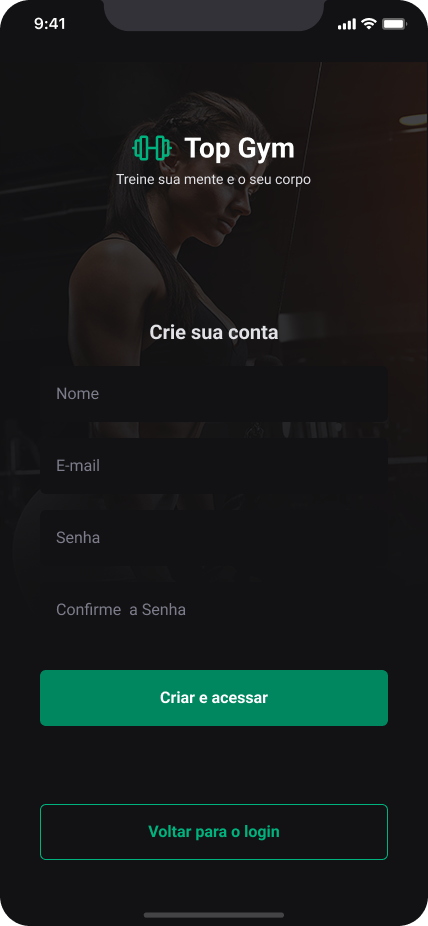 9:41
Top Gym
Treine sua mente e o seu corpo
Crie sua conta
Nome
E-mail
Senha
Confirme  a Senha
Criar e acessar
Voltar para o login